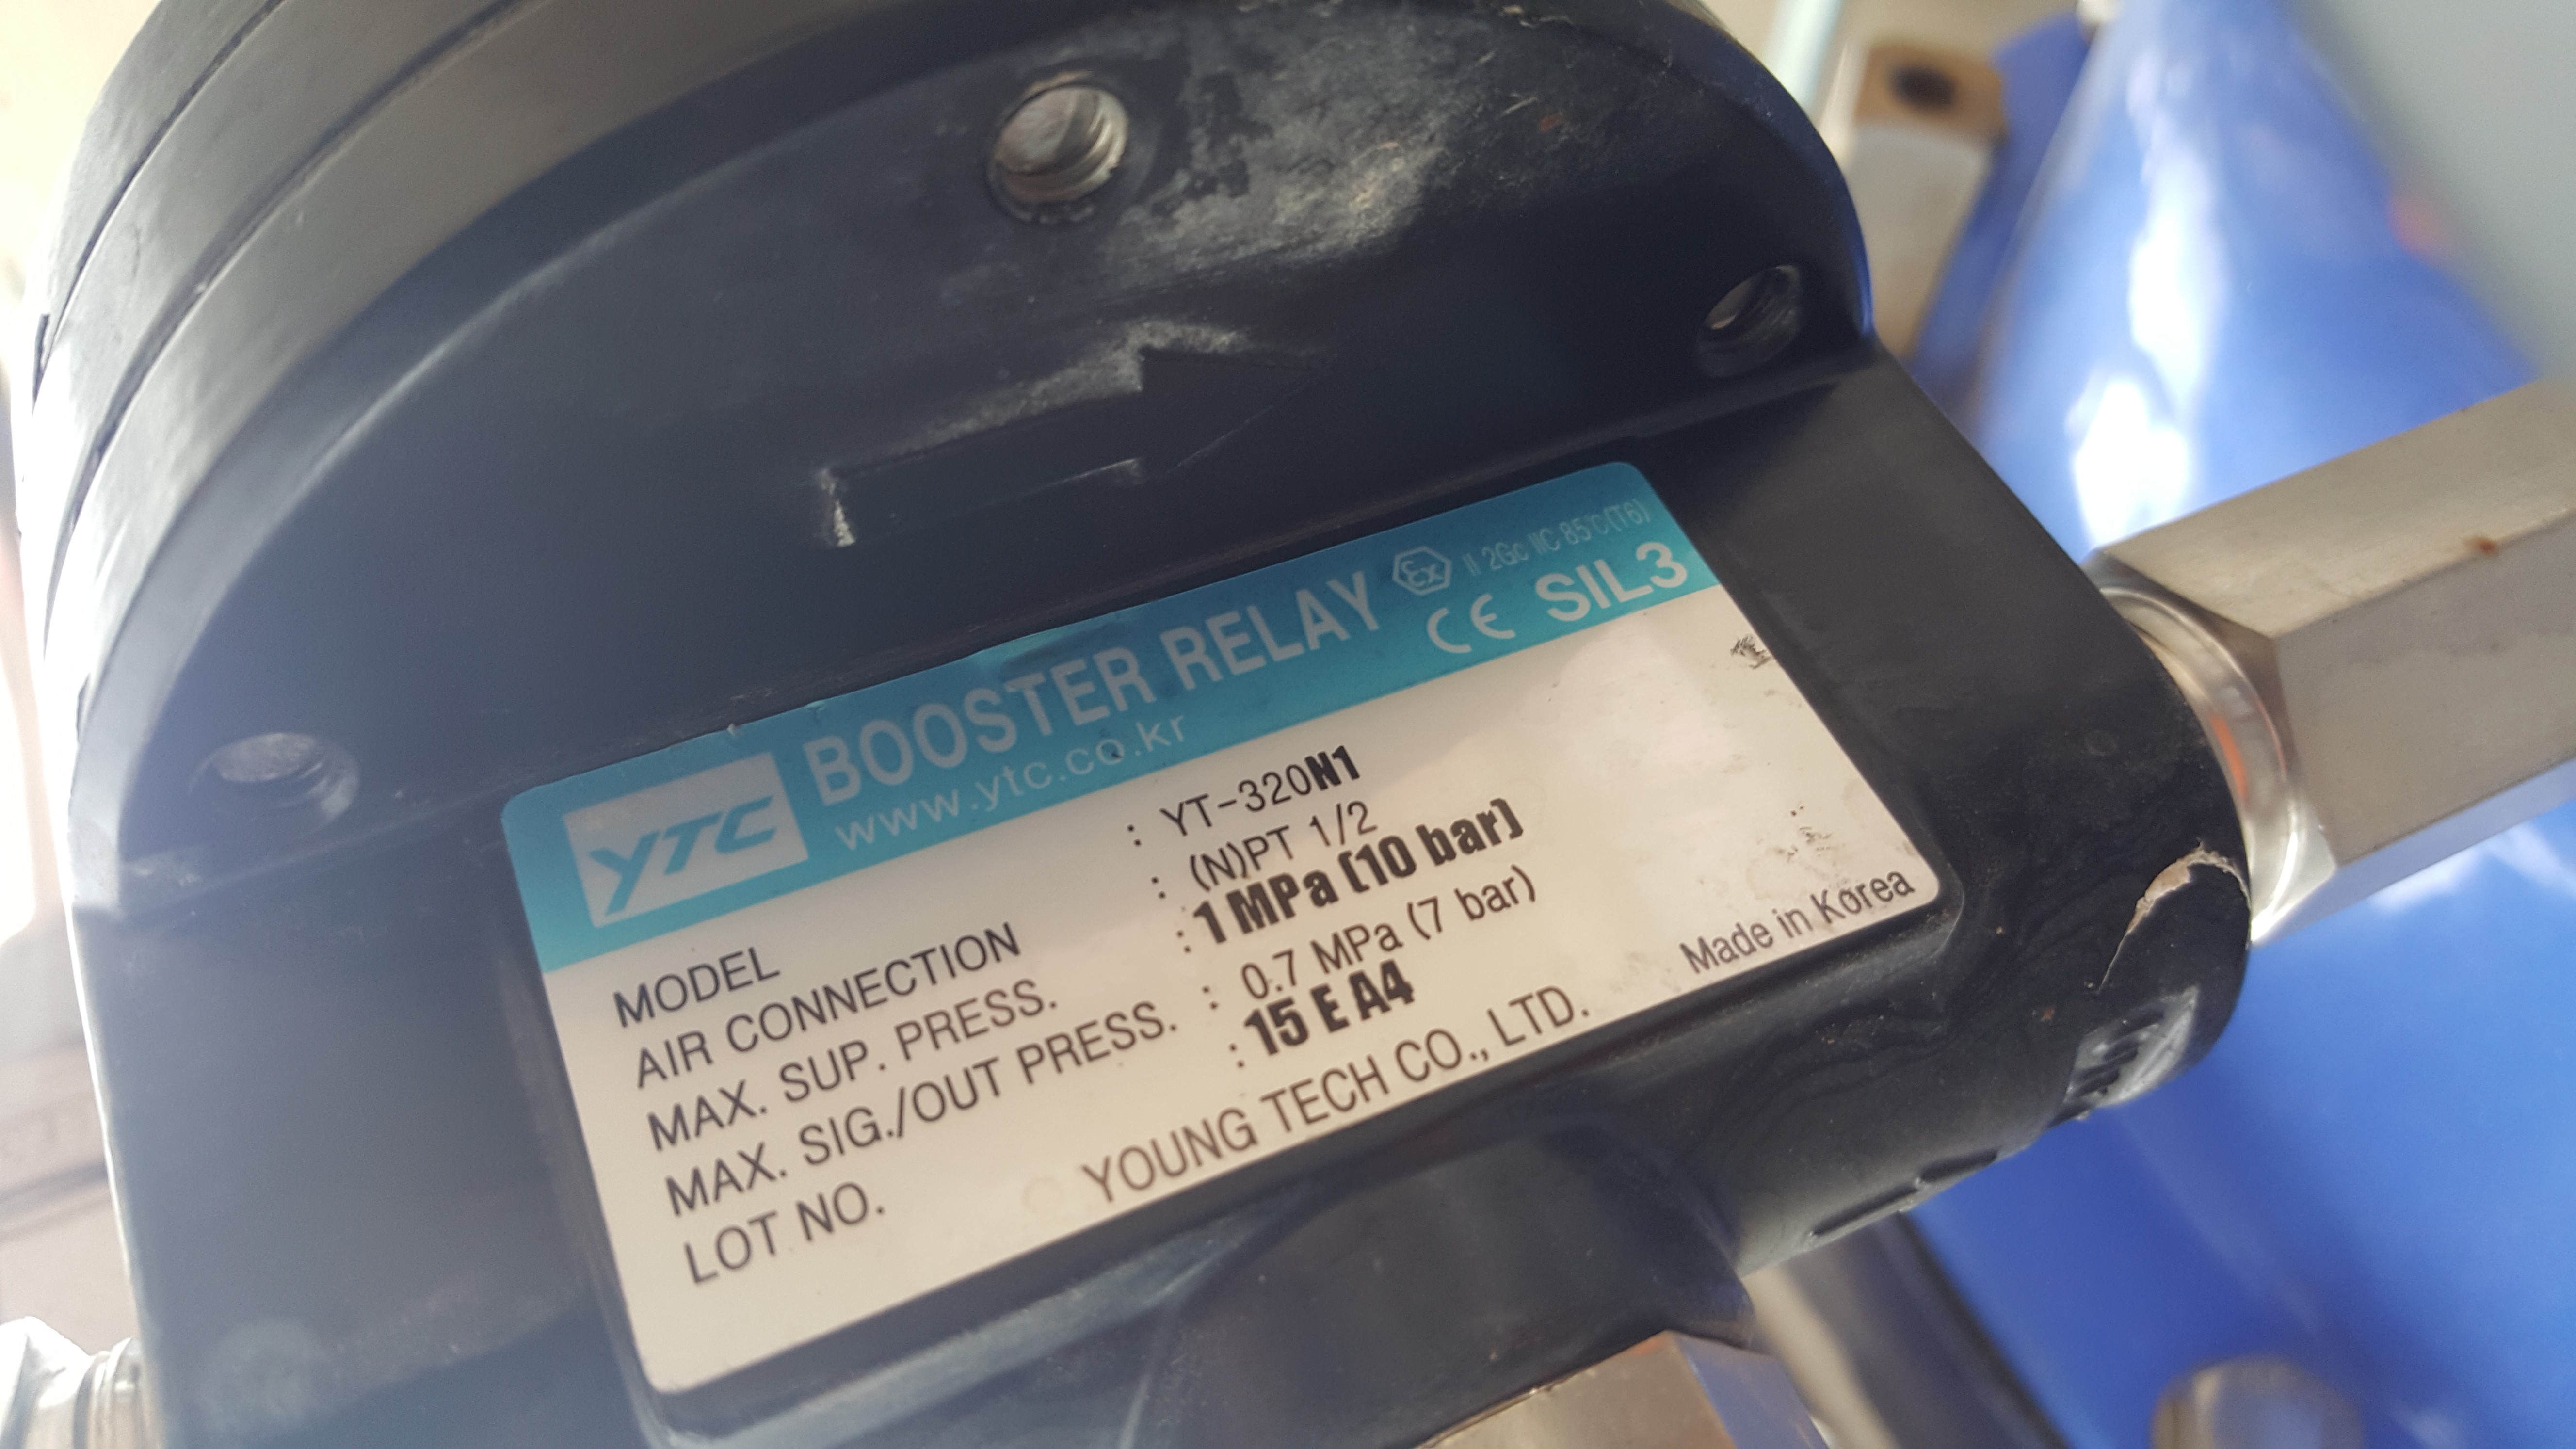 YTC BOOSTER RELAY Ex II 2Gc IIC 85℃(T6)
www.ytc.co.kr CE SIL3
MODEL : YT-320N1
AIR CONNECTION : (N)PT 1/2
MAX. SUP. PRESS. : 1 MPa (10 bar)
MAX. SIG./OUT PRESS. : 0.7 MPa (7 bar)
LOT NO. : 15 E A4
YOUNG TECH CO., LTD. Made in Korea